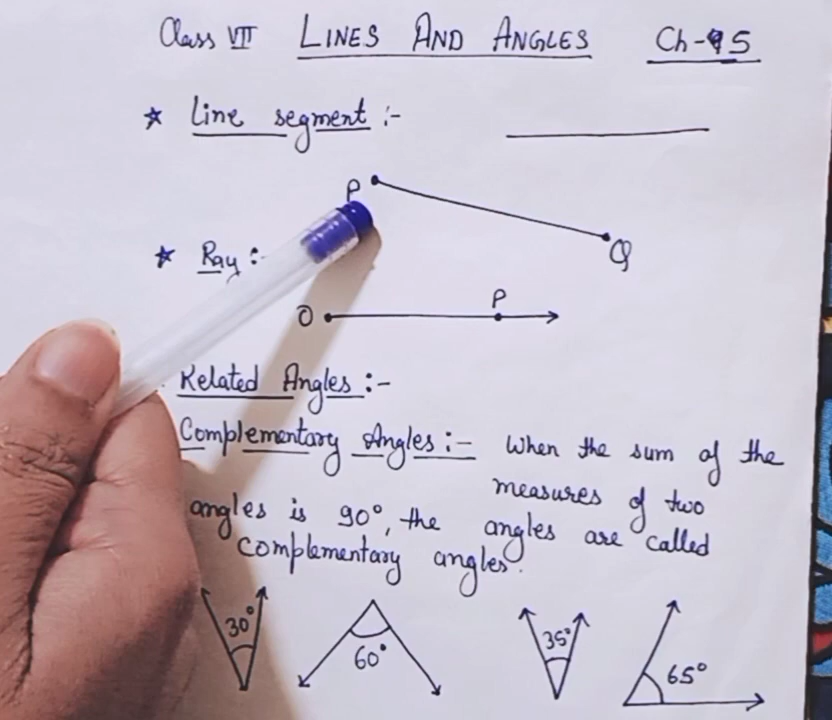 Class VII LINES AND ANGLES Ch-5
* Line segment :-
P
Q
* Ray :-
O P
Related Angles :-
Complementary Angles :- When the sum of the
measures of two
angles is 90°, the angles are called
complementary angles.
30° 60° 35° 65°